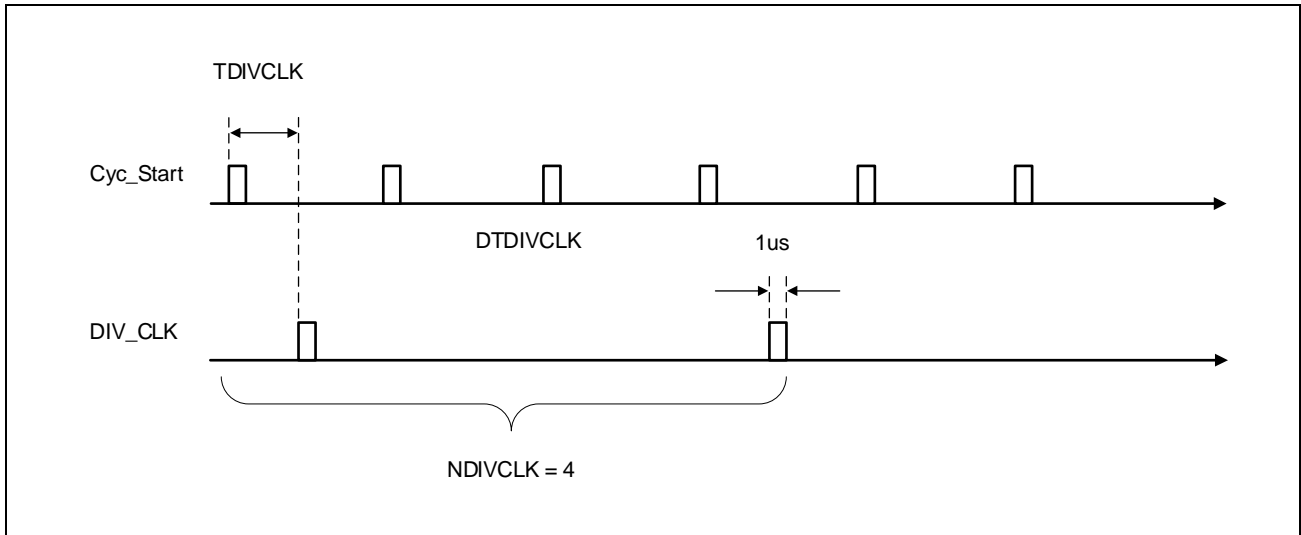 TDIVCLK
Cyc_Start
DTDIVCLK
1us
DIV_CLK
NDIVCLK = 4